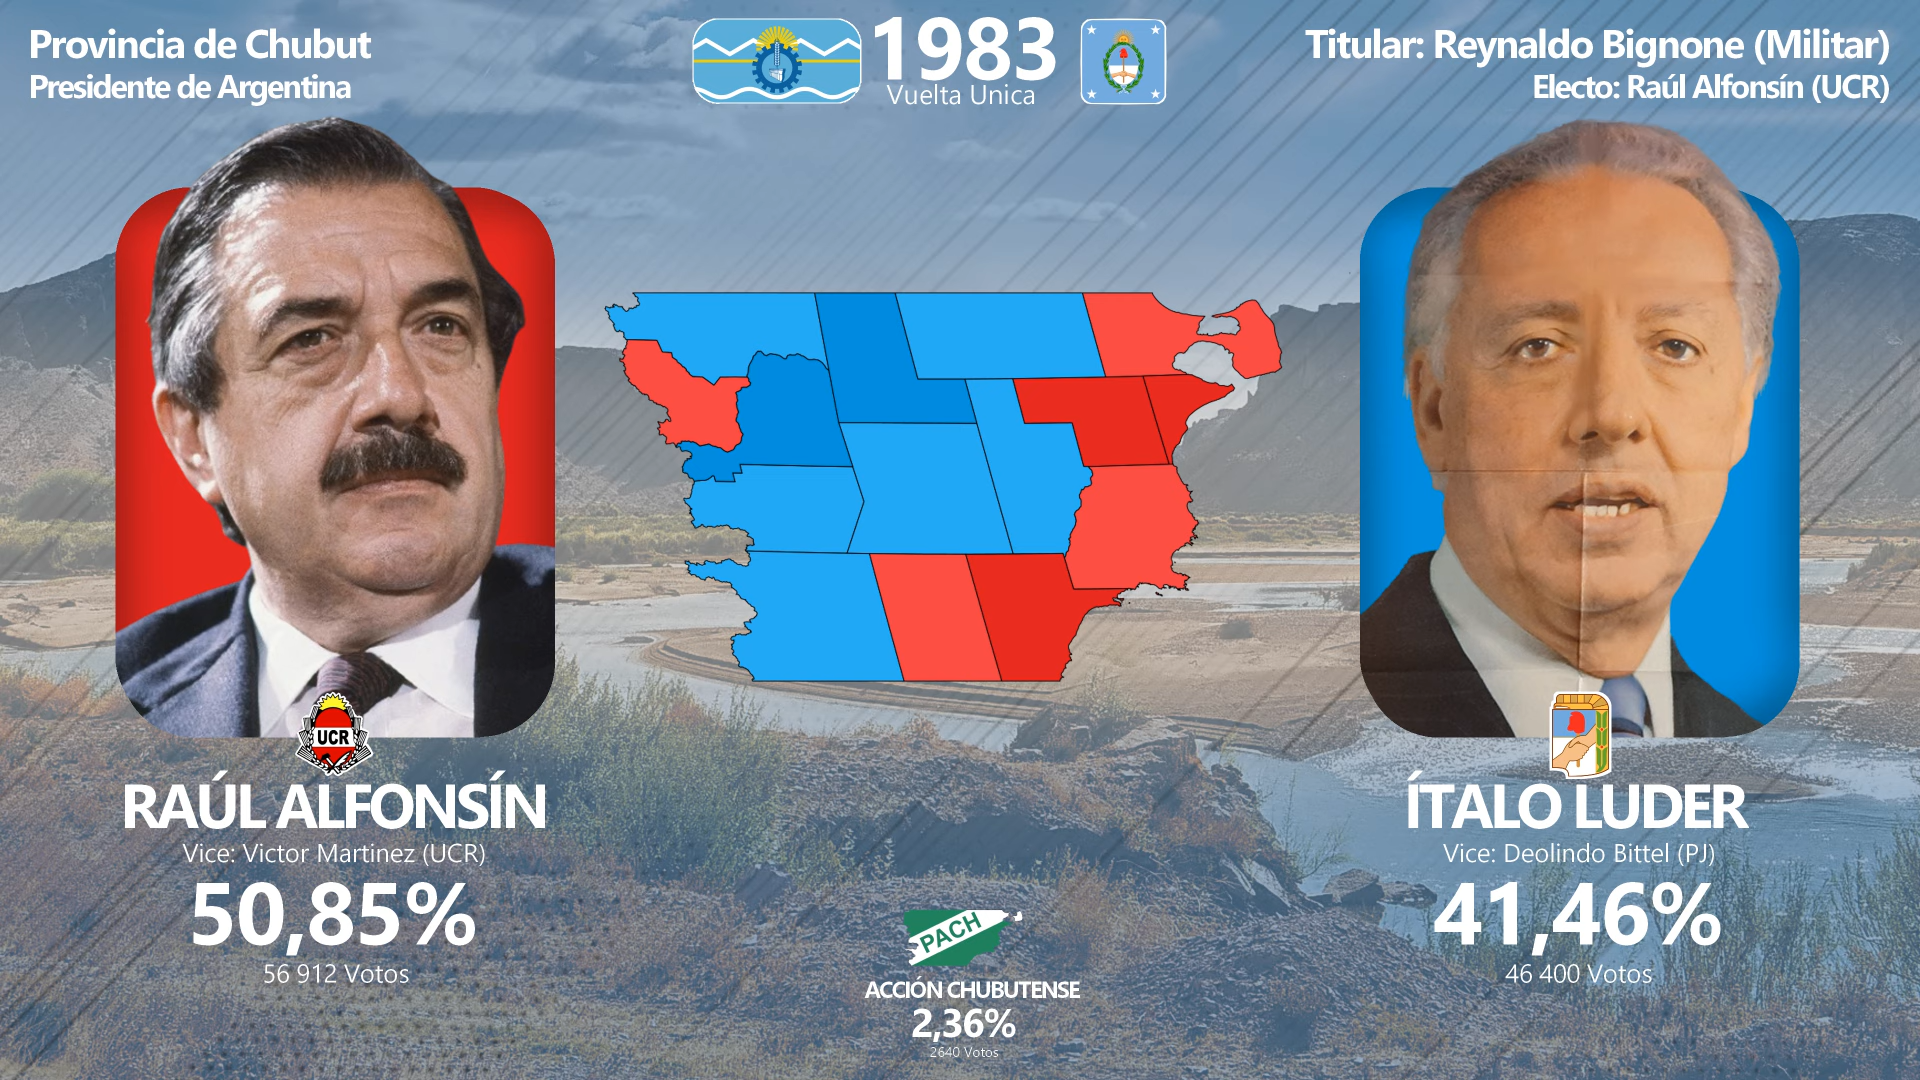 Provincia de Chubut
Presidente de Argentina
1983
Vuelta Unica
Titular: Reynaldo Bignone (Militar)
Electo: Raúl Alfonsín (UCR)
UCR
RAÚL ALFONSÍN
Vice: Victor Martinez (UCR)
50,85%
56 912 Votos
PACH
ACCIÓN CHUBUTENSE
2,36%
2640 Votos
ÍTALO LUDER
Vice: Deolindo Bittel (PJ)
41,46%
46 400 Votos